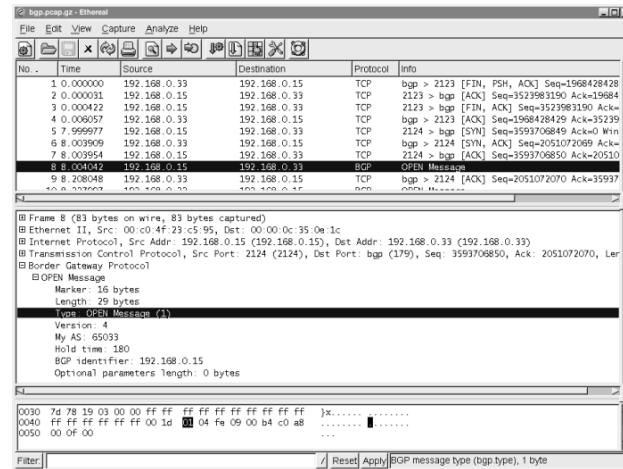 bgp.pcap.gz - Ethereal
File Edit View Capture Analyze Help
No. . Time Source Destination Protocol Info
1 0.000000 192.168.0.33 192.168.0.15 TCP bgp > 2123 [FIN, PSH, ACK] Seq=1968428428
2 0.000031 192.168.0.15 192.168.0.33 TCP 2123 > bgp [ACK] Seq=3523983190 Ack=19684
3 0.000422 192.168.0.15 192.168.0.33 TCP 2123 > bgp [FIN, ACK] Seq=3523983190 Ack=
4 0.006057 192.168.0.33 192.168.0.15 TCP bgp > 2123 [ACK] Seq=1968428429 Ack=35239
5 7.999977 192.168.0.15 192.168.0.33 TCP 2124 > bgp [SYN] Seq=3593706849 Ack=0 Win
6 8.003909 192.168.0.33 192.168.0.15 TCP bgp > 2124 [SYN, ACK] Seq=2051072069 Ack=
7 8.003954 192.168.0.15 192.168.0.33 TCP 2124 > bgp [ACK] Seq=3593706850 Ack=20510
8 8.004042 192.168.0.15 192.168.0.33 BGP OPEN Message
9 8.208048 192.168.0.33 192.168.0.15 TCP bgp > 2124 [ACK] Seq=2051072070 Ack=35937
Frame 8 (83 bytes on wire, 83 bytes captured)
Ethernet II, Src: 00:c0:4f:23:c5:95, Dst: 00:00:0c:35:0e:1c
Internet Protocol, Src Addr: 192.168.0.15 (192.168.0.15), Dst Addr: 192.168.0.33 (192.168.0.33)
Transmission Control Protocol, Src Port: 2124 (2124), Dst Port: bgp (179), Seq: 3593706850, Ack: 2051072070, Ler
Border Gateway Protocol
OPEN Message
Marker: 16 bytes
Length: 29 bytes
Type: OPEN Message (1)
Version: 4
My AS: 65033
Hold time: 180
BGP identifier: 192.168.0.15
Optional parameters length: 0 bytes
0030 7d 78 19 03 00 00 ff ff ff ff ff ff ff ff ff ff }x...... ........
0040 ff ff ff ff ff ff 00 1d 01 04 fe 09 00 b4 c0 a8 ........ ........
0050 00 0f 00 ...
Filter: / Reset Apply BGP message type (bgp.type), 1 byte